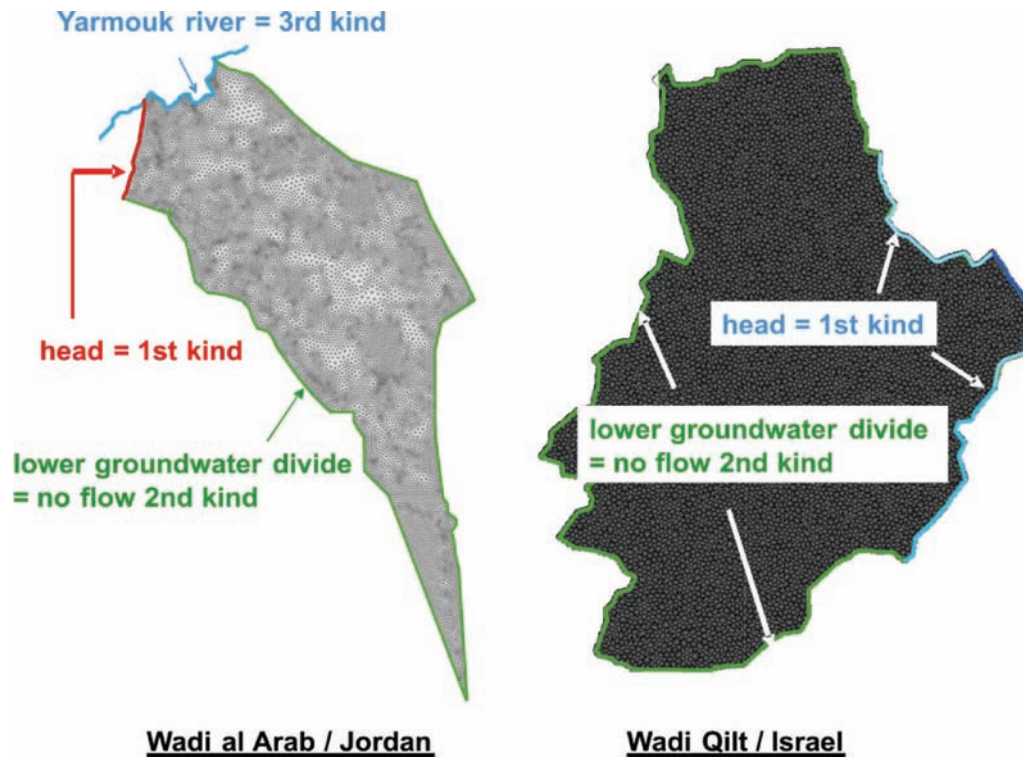 Yarmouk river = 3rd kind
head = 1st kind
lower groundwater divide
= no flow 2nd kind
head = 1st kind
lower groundwater divide
= no flow 2nd kind
Wadi al Arab / Jordan
Wadi Qilt / Israel